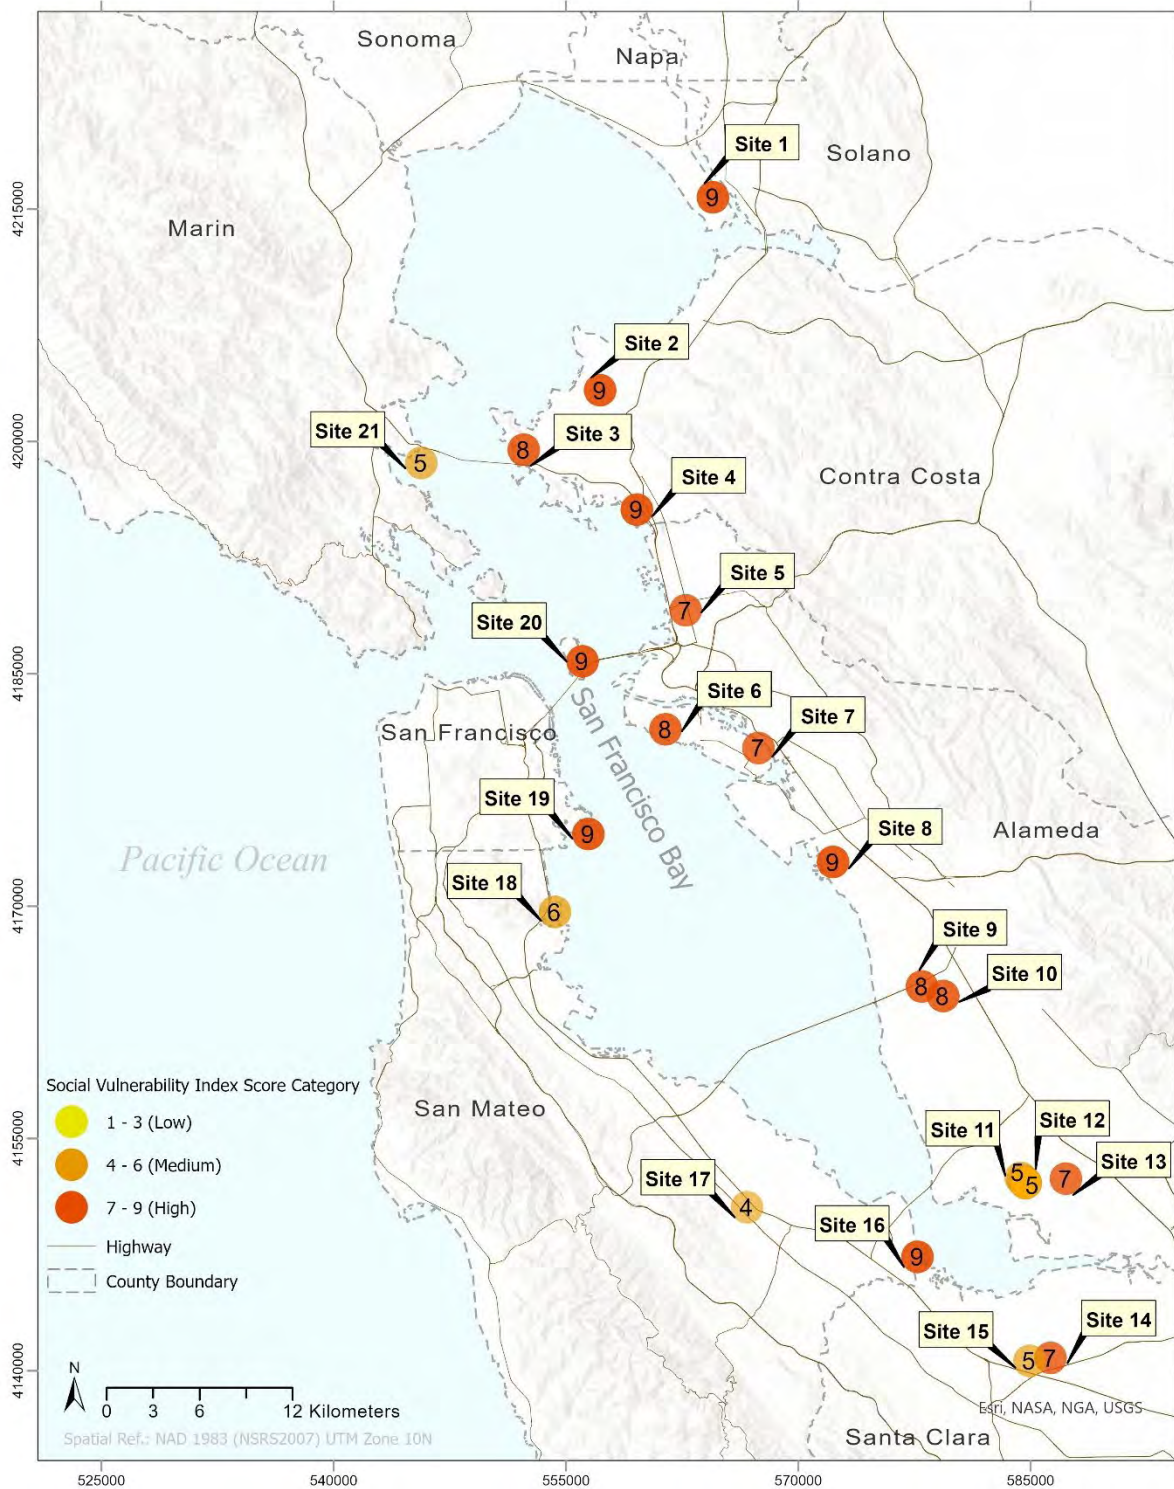 Sonoma
Napa
Site 1
Solano
9
4215000
Marin
Site 2
9
4200000
Site 21
Site 3
8
5
Site 4
Contra Costa
9
Site 5
7
Site 20
9
4185000
Site 6
San Francisco
8
Site 7
7
San Francisco Bay
Site 19
9
Site 8
Alameda
Pacific Ocean
9
Site 18
6
4170000
Site 9
8
Site 10
8
Social Vulnerability Index Score Category
1 - 3 (Low)
4 - 6 (Medium)
7 - 9 (High)
Highway
County Boundary
San Mateo
4155000
Site 11
Site 12
5
5
Site 13
7
Site 17
4
Site 16
9
Site 15
Site 14
5
7
4140000
N
0 3 6 12 Kilometers
Spatial Ref.: NAD 1983 (NSRS2007) UTM Zone 10N
Esri, NASA, NGA, USGS
Santa Clara
525000 540000 555000 570000 585000